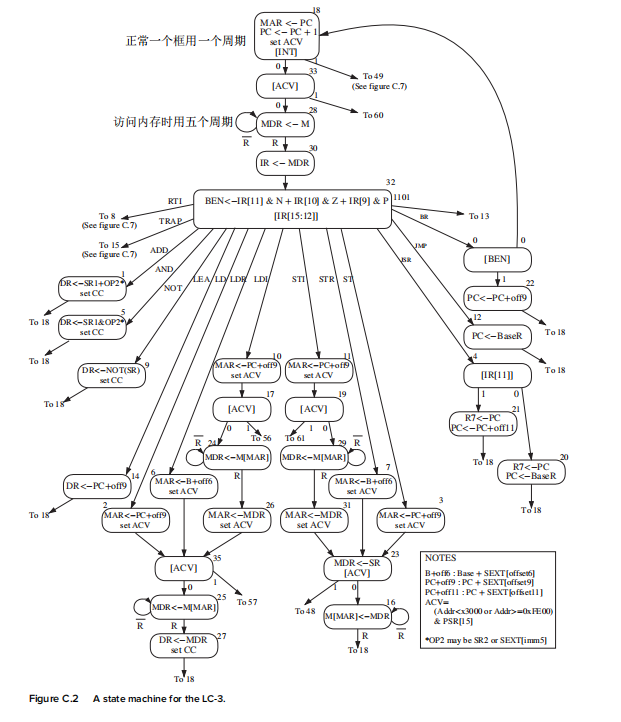 18
MAR <– PC
PC <– PC + 1
set ACV
[INT]
正常一个框用一个周期
0
1
33
To 49
(See figure C.7)
[ACV]
0
1
28
To 60
访问内存时用五个周期
MDR <– M
R
R
30
IR <– MDR
32
BEN<–IR[11] & N + IR[10] & Z + IR[9] & P
[IR[15:12]]
1101
To 13
RTI
To 8
(See figure C.7)
TRAP
To 15
(See figure C.7)
ADD
AND
NOT
LEA
LD
LDR
LDI
STI
STR
ST
JSR
JMP
BR
0
0
[BEN]
1
22
PC<–PC+off9
To 18
12
PC<–BaseR
To 18
4
[IR[11]]
1
0
21
R7<–PC
PC<–PC+off11
To 18
20
R7<–PC
PC<–BaseR
To 18
1
DR<–SR1+OP2*
set CC
To 18
5
DR<–SR1&OP2*
set CC
To 18
9
DR<–NOT(SR)
set CC
To 18
14
DR<–PC+off9
To 18
10
MAR<–PC+off9
set ACV
11
MAR<–PC+off9
set ACV
17
[ACV]
0
1
To 56
19
[ACV]
1
0
To 61
R
24
MDR<–M[MAR]
R
29
MDR<–M[MAR]
R
R
2
MAR<–PC+off9
set ACV
6
MAR<–B+off6
set ACV
26
MAR<–MDR
set ACV
31
MAR<–MDR
set ACV
7
MAR<–B+off6
set ACV
3
MAR<–PC+off9
set ACV
35
[ACV]
0
1
To 57
25
MDR<–M[MAR]
R
R
27
DR<–MDR
set CC
To 18
23
MDR<–SR
[ACV]
1
0
To 48
16
M[MAR]<–MDR
R
R
To 18
NOTES
B+off6 : Base + SEXT[offset6]
PC+off9 : PC + SEXT[offset9]
PC+off11 : PC + SEXT[offset11]
ACV=
(Addr<x3000 or Addr>=0xFE00)
& PSR[15]
*OP2 may be SR2 or SEXT[imm5]
Figure C.2 A state machine for the LC-3.